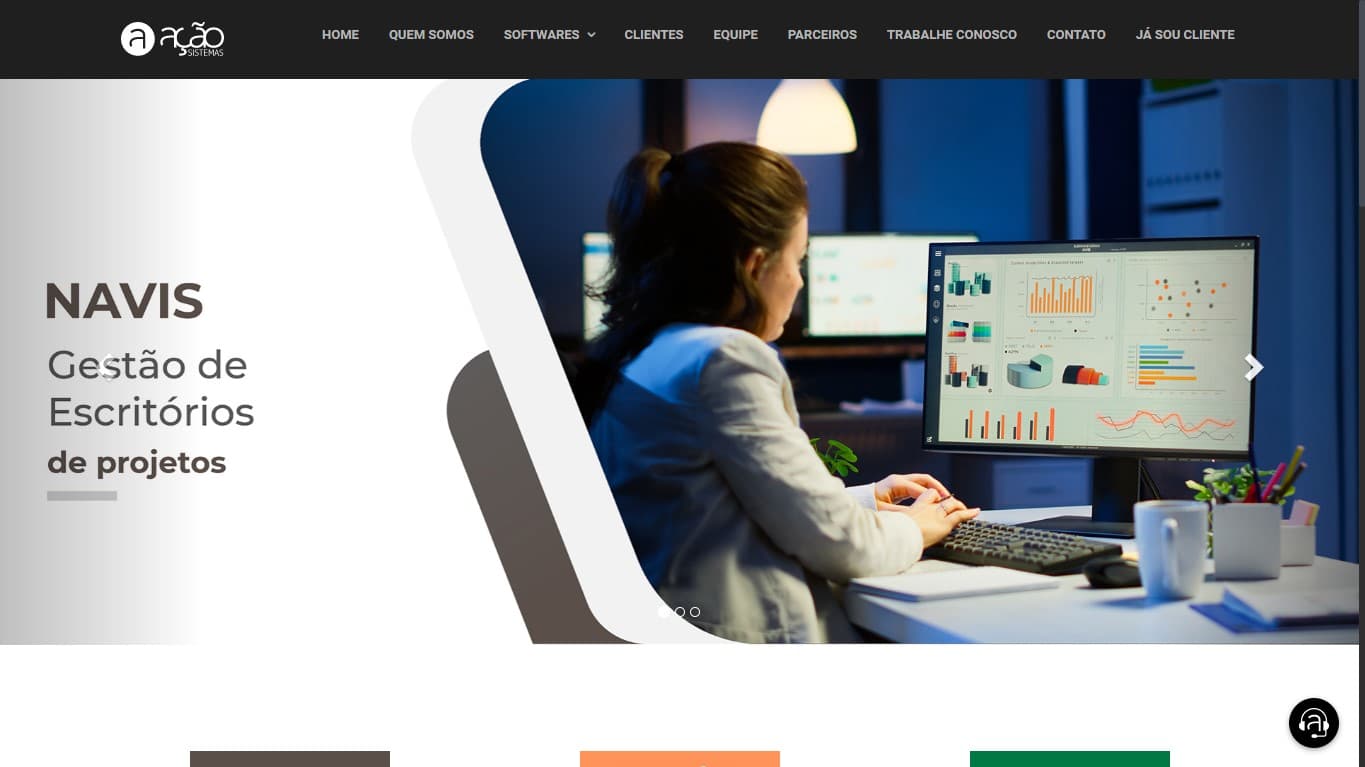 ação
SISTEMAS
HOME
QUEM SOMOS
SOFTWARES
CLIENTES
EQUIPE
PARCEIROS
TRABALHE CONOSCO
CONTATO
JÁ SOU CLIENTE
NAVIS
Gestão de
Escritórios
de projetos